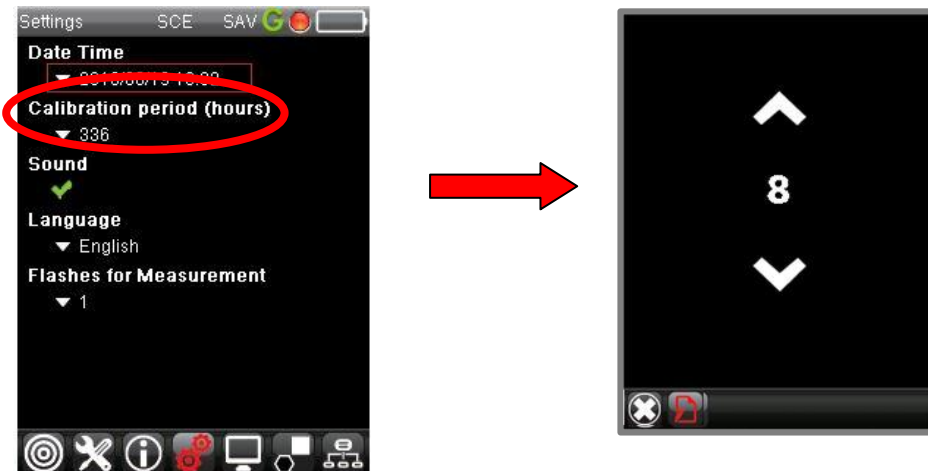 Settings SCE SAV G
Date Time
Calibration period (hours)
336
Sound
Language
English
Flashes for Measurement
1
8